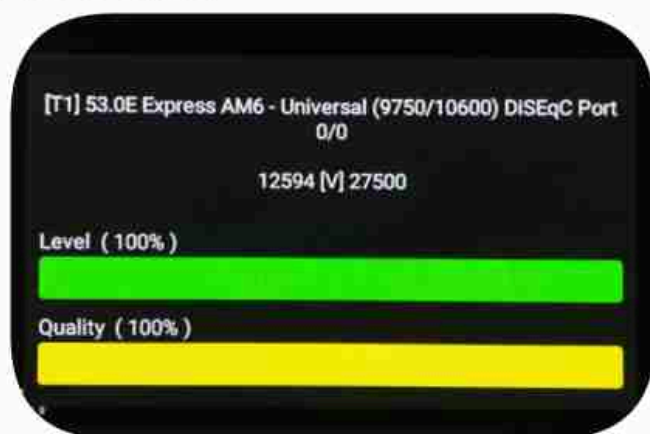 [T1] 53.0E Express AM6 - Universal (9750/10600) DiSEqC Port
0/0
12594 [V] 27500
Level ( 100% )
Quality ( 100% )